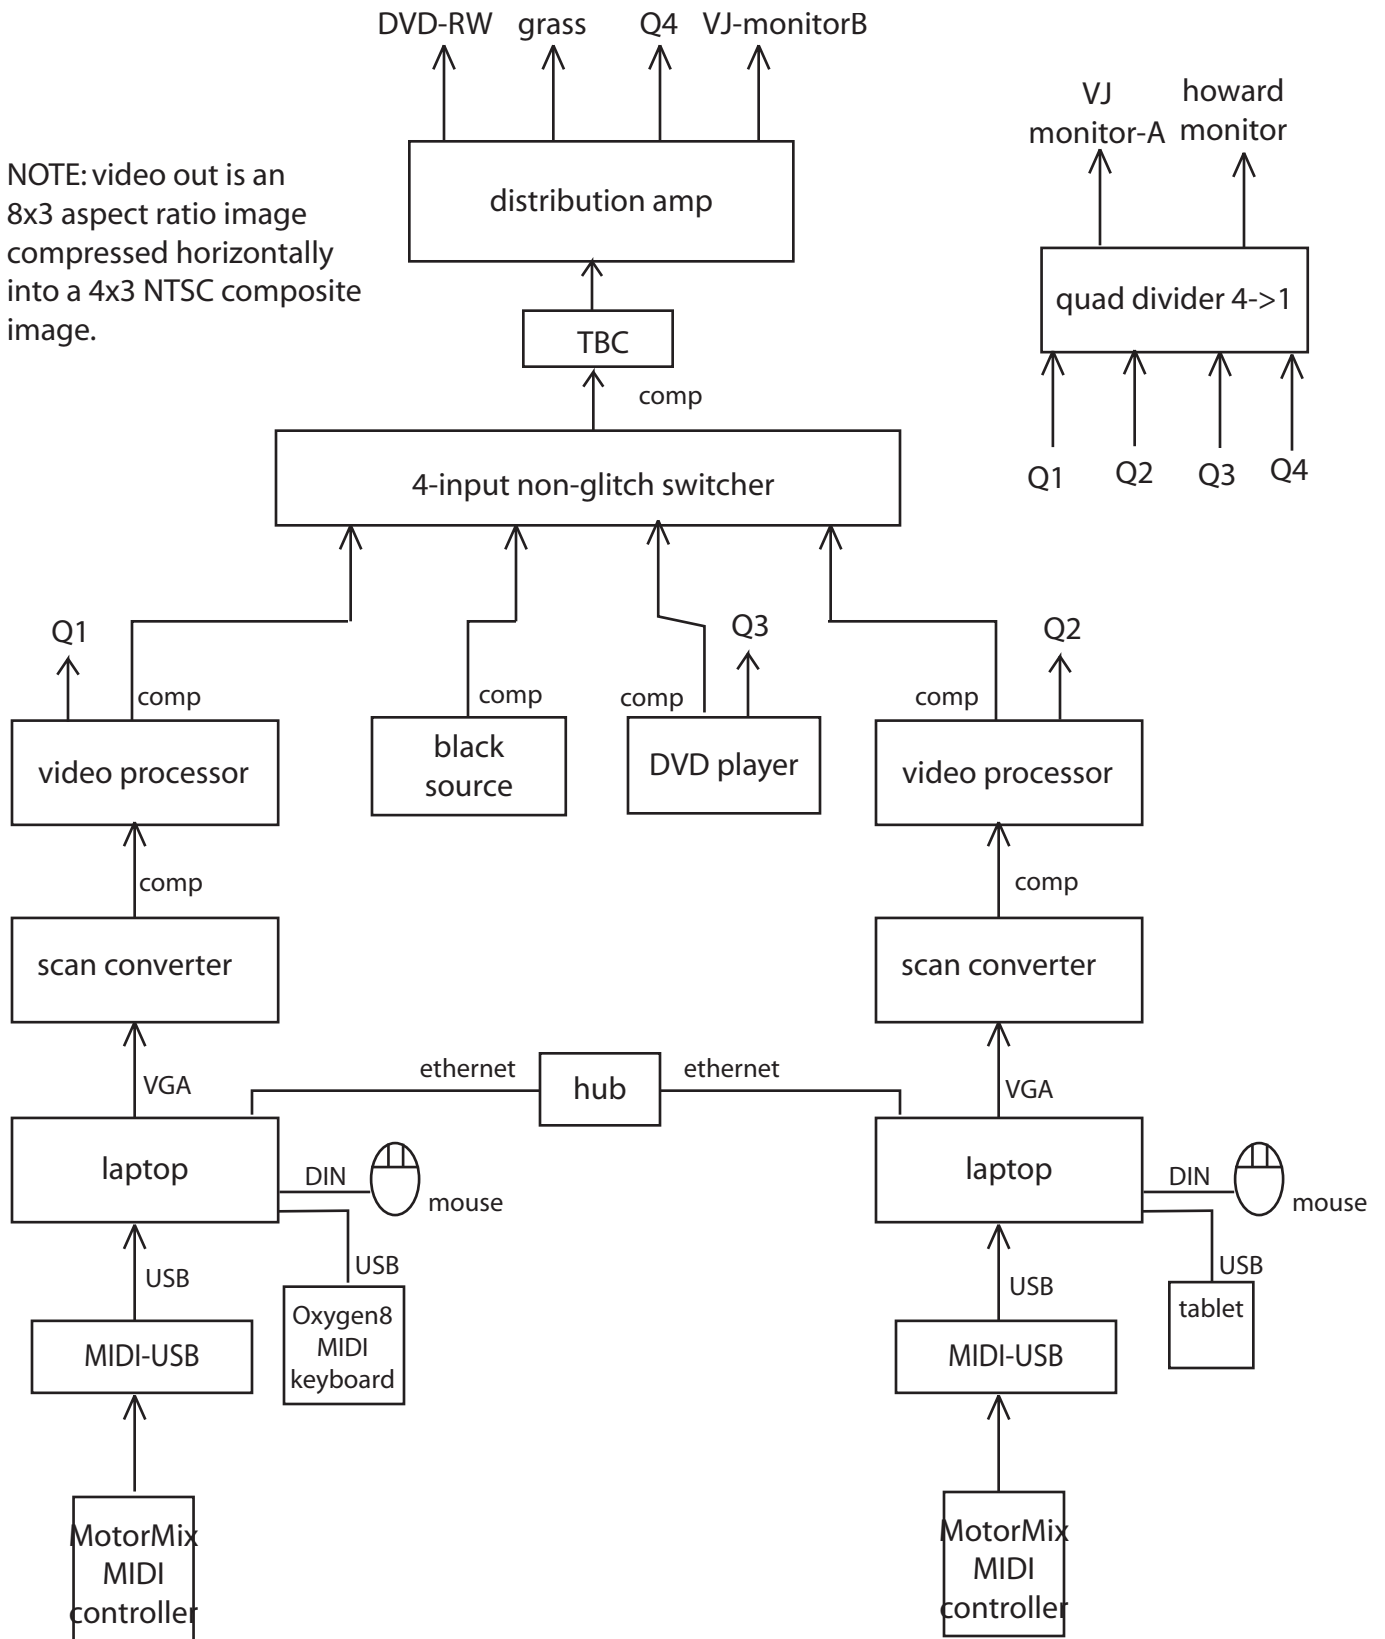 DVD-RW grass Q4 VJ-monitorB
VJ
monitor-A
howard
monitor
NOTE: video out is an
8x3 aspect ratio image
compressed horizontally
into a 4x3 NTSC composite
image.
distribution amp
quad divider 4->1
TBC
comp
Q1 Q2 Q3 Q4
4-input non-glitch switcher
Q1
Q3
Q2
comp
comp
comp
comp
video processor
black
source
DVD player
video processor
comp
comp
scan converter
scan converter
ethernet
hub
ethernet
VGA
VGA
laptop
DIN
mouse
laptop
DIN
mouse
USB
USB
USB
USB
MIDI-USB
Oxygen8
MIDI
keyboard
MIDI-USB
tablet
MotorMix
MIDI
controller
MotorMix
MIDI
controller